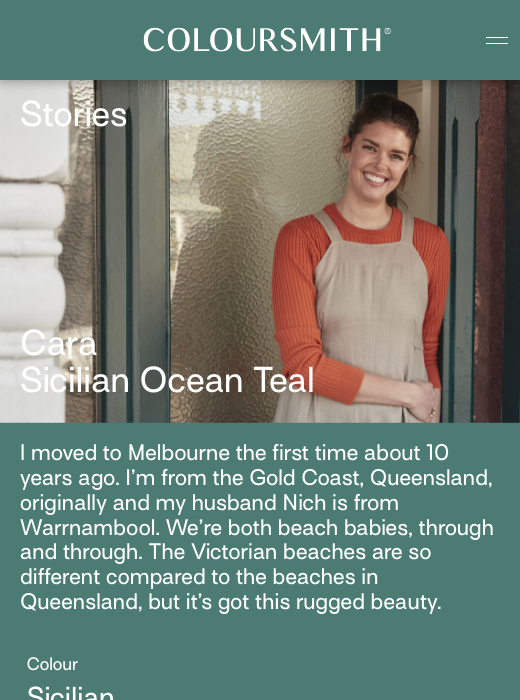 COLOURSMITH®
Stories
Cara
Sicilian Ocean Teal
I moved to Melbourne the first time about 10
years ago. I’m from the Gold Coast, Queensland,
originally and my husband Nich is from
Warrnambool. We’re both beach babies, through
and through. The Victorian beaches are so
different compared to the beaches in
Queensland, but it’s got this rugged beauty.
Colour
Sicilian